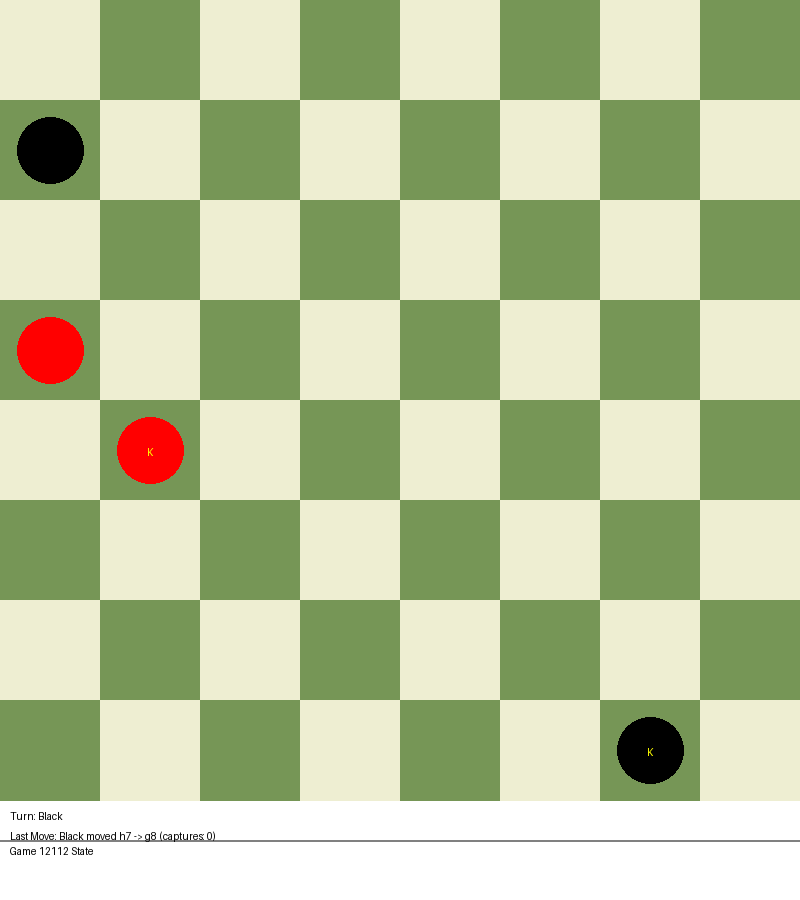 K
K
Turn: Black
Last Move: Black moved h7 -> g8 (captures: 0)
Game 12112 State